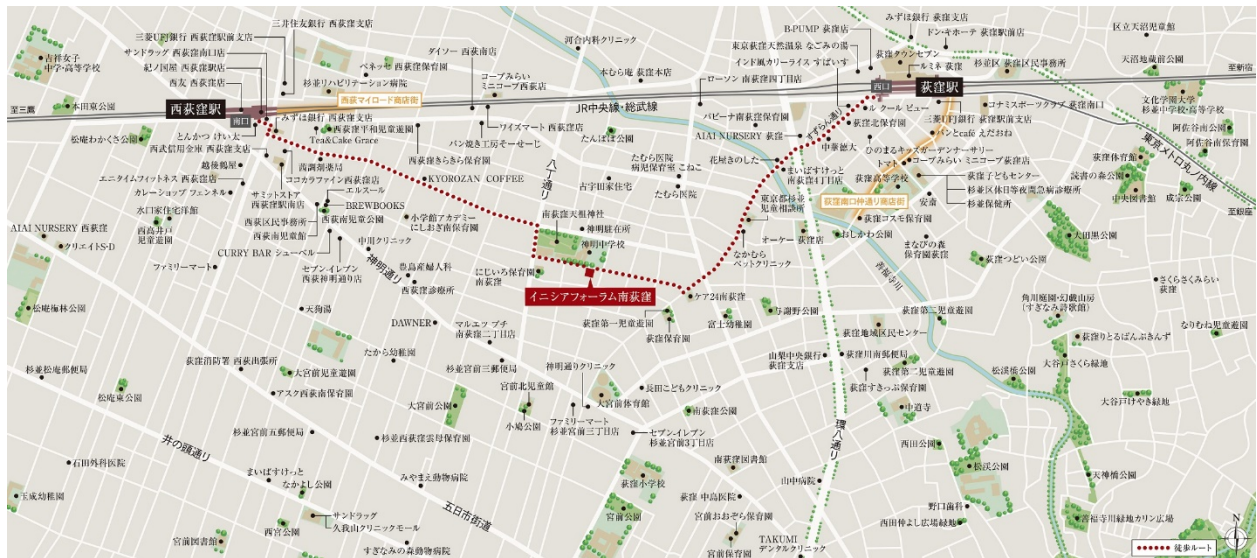 三井住友銀行 西荻窪支店
三菱UFJ銀行 西荻窪駅前支店
サンドラッグ 西荻窪南口店
紀ノ国屋 西荻窪駅店
西友 西荻窪店
吉祥女子
中学・高等学校
ベネッセ 西荻窪保育園
杉並リハビリテーション病院
ダイソー 西荻南店
コープみらい
ミニコープ西荻店
河合内科クリニック
本むら庵 荻窪本店
B-PUMP 荻窪店
東京荻窪天然温泉 なごみの湯
インド風カリーライス すぱいす
ローソン 南荻窪四丁目店
みずほ銀行 荻窪支店
ドン・キホーテ 荻窪駅前店
荻窪タウンセブン
ルミネ 荻窪
杉並区 荻窪区民事務所
区立天沼児童館
天沼地蔵前公園
至新宿
至三鷹
本田東公園
西荻窪駅
南口
西荻マイロード商店街
JR中央線・総武線
荻窪駅
西口
ル クール ビュー
コナミスポーツクラブ 荻窪南口
三菱UFJ銀行 荻窪支店
パンとcafé えだおね
文化学園大学
杉並中学校・高等学校
阿佐谷南公園
阿佐谷南保育園
東京メトロ丸ノ内線
至銀座
松庵わかくさ公園
とんかつ けい太
みずほ銀行 西荻窪支店
西荻窪平和児童遊園
Tea&Cake Grace
西武信用金庫 西荻窪支店
越後鶴屋
茜調剤薬局
エニタイムフィットネス 西荻窪店
ココカラファイン西荻窪店
カレーショップ フェンネル
サミットストア
西荻窪駅南店
西荻窪きらきら保育園
パン焼き工房 そーせーじ
ワイズマート 西荻窪店
たんぽぽ公園
KYOROZAN COFFEE
八丁通り
古宇田家住宅
たむら医院
病児保育室 こねこ
たむら医院
パピーナ南荻窪保育園
AIAI NURSERY 荻窪
花屋きのした
すずらん通り
中華徳大
荻窪北保育園
まいばすけっと
南荻窪4丁目店
ひのまるキッズガーデンナーサリー
トマト
コープみらい ミニコープ 荻窪店
荻窪高等学校
荻窪子どもセンター
杉並区休日等夜間急病診療所
杉並保健所
荻窪南口仲通り商店街
安斎
荻窪体育館
読書の森公園
中央図書館
成宗公園
水口家住宅洋館
西高井戸
児童遊園
エルスール
BREWBOOKS
西荻区民事務所
西荻南児童公園
西荻南児童館
CURRY BAR シューベル
小学館アカデミー
にしおぎ南保育園
AIAI NURSERY 西荻窪
クリエイトS-D
ファミリーマート
セブン-イレブン
西荻神明通り店
中川クリニック
神明通り
豊島産婦人科
西荻窪診療所
南荻窪天祖神社
神明駐在所
神明中学校
にじいろ保育園
南荻窪
イニシアフォーラム南荻窪
東京都杉並
児童相談所
オーケー 荻窪店
おしかわ公園
なかむら
ペットクリニック
荻窪コスモ保育園
まなびの森
保育園荻窪
大田黒公園
善福寺川
荻窪つどい公園
さくらさくみらい
荻窪
松庵梅林公園
天狗湯
DAWNER
マルエツ プチ
南荻窪二丁目店
荻窪第一児童遊園
荻窪保育園
ケア24南荻窪
富士幼稚園
与謝野公園
荻窪第二児童遊園
角川庭園・幻戯山房
(すぎなみ詩歌館)
なりむね児童遊園
荻窪地域区民センター
荻窪りとるぱんぷきんず
杉並松庵郵便局
荻窪消防署 西荻出張所
たから幼稚園
大宮前児童遊園
杉並宮前三郵便局
神明通りクリニック
宮前北児童館
長田こどもクリニック
山梨中央銀行
荻窪支店
荻窪川南郵便局
荻窪第二児童遊園
荻窪すきっぷ保育園
松渓橋公園
大谷戸さくら緑地
大谷戸けやき緑地
松庵東公園
アスク西荻南保育園
大宮前公園
小鳩公園
大宮前体育館
ファミリーマート
杉並宮前三丁目店
セブン-イレブン
杉並宮前3丁目店
南荻窪公園
環八通り
中道寺
井の頭通り
杉並宮前五郵便局
杉並西荻窪雲母保育園
西田公園
石田外科医院
まいばすけっと
なかよし公園
みやまえ動物病院
南荻窪図書館
山中病院
松渓公園
天神橋公園
玉成幼稚園
五日市街道
荻窪小学校
荻窪 中島医院
野口歯科
サンドラッグ
久我山クリニックモール
西宮公園
宮前公園
宮前おおぞら保育園
西田仲よし広場緑地
善福寺川緑地カリン広場
宮前図書館
すぎなみの森動物病院
宮前保育園
TAKUMI
デンタルクリニック
徒歩ルート
N